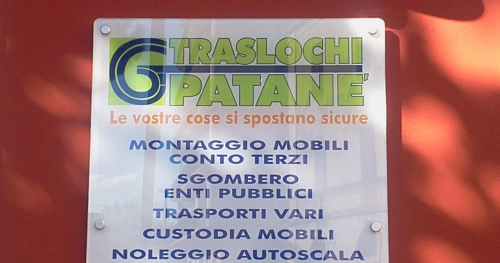 G TRASLOCHI
PATANE'
Le vostre cose si spostano sicure
MONTAGGIO MOBILI
CONTO TERZI
SGOMBERO
ENTI PUBBLICI
TRASPORTI VARI
CUSTODIA MOBILI
NOLEGGIO AUTOSCALA